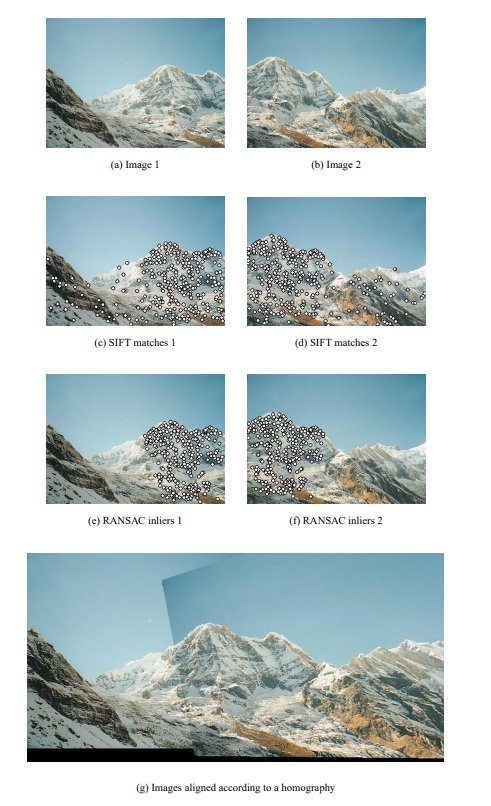 (a) Image 1
(b) Image 2
(c) SIFT matches 1
(d) SIFT matches 2
(e) RANSAC inliers 1
(f) RANSAC inliers 2
(g) Images aligned according to a homography